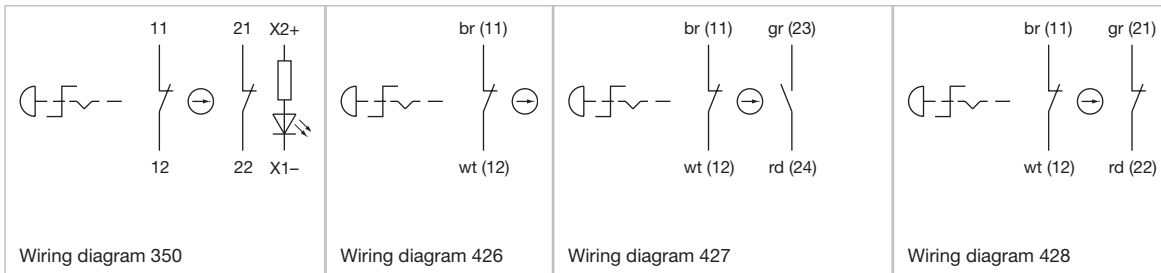 11 21 X2+
12 22 X1–
Wiring diagram 350
br (11)
wt (12)
Wiring diagram 426
br (11) gr (23)
wt (12) rd (24)
Wiring diagram 427
br (11) gr (21)
wt (12) rd (22)
Wiring diagram 428